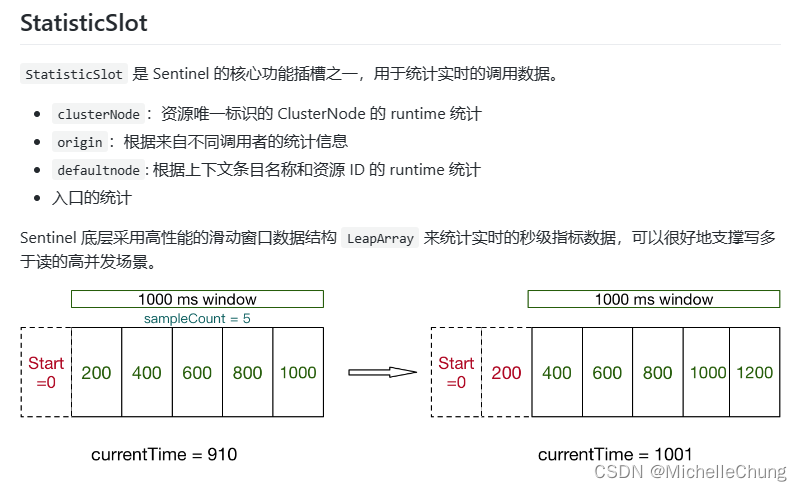 StatisticSlot
StatisticSlot 是 Sentinel 的核心功能插槽之一，用于统计实时的调用数据。
clusterNode：资源唯一标识的 ClusterNode 的 runtime 统计
origin：根据来自不同调用者的统计信息
defaultnode: 根据上下文条目名称和资源 ID 的 runtime 统计
入口的统计
Sentinel 底层采用高性能的滑动窗口数据结构 LeapArray 来统计实时的秒级指标数据，可以很好地支撑写多
于读的高并发场景。
1000 ms window
sampleCount = 5
Start
=0
200
400
600
800
1000
currentTime = 910
1000 ms window
Start
=0
200
400
600
800
1000
1200
currentTime = 1001
CSDN @MichelleChung